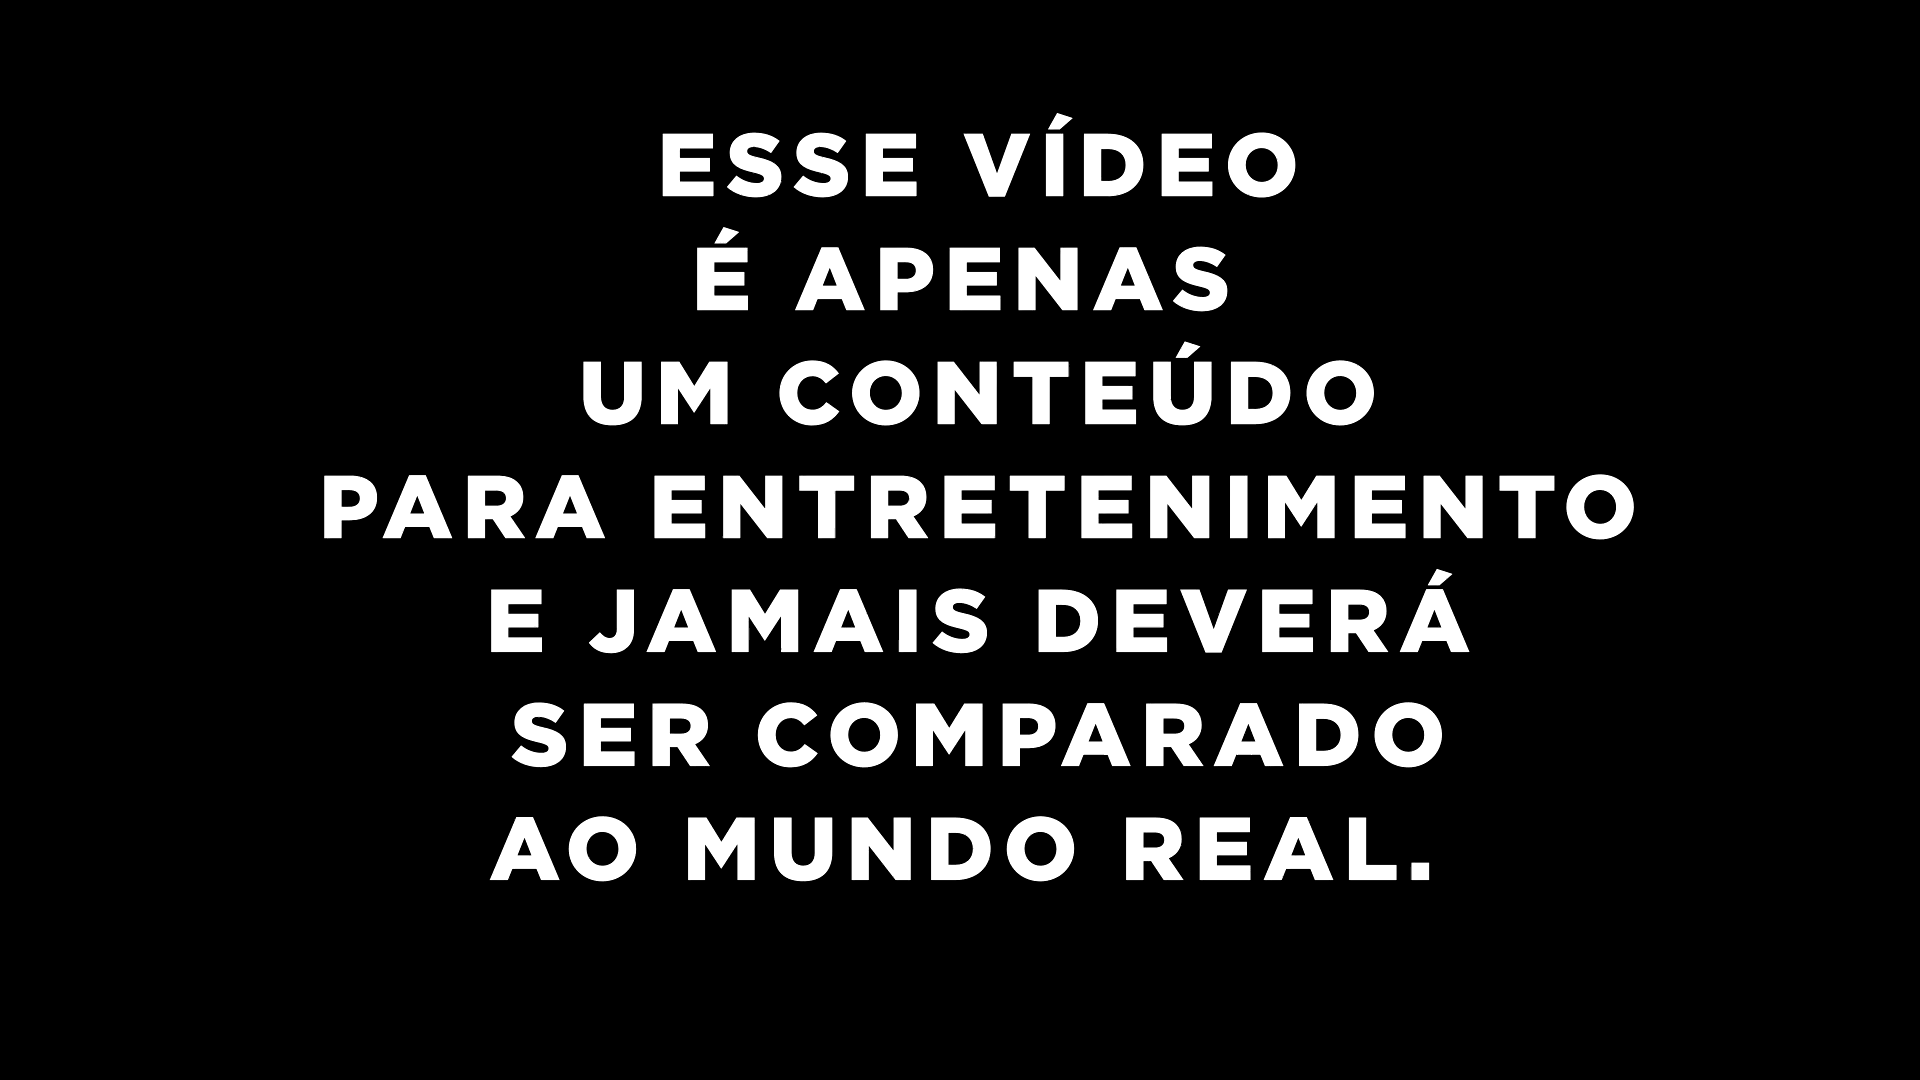 ESSE VÍDEO
É APENAS
UM CONTEÚDO
PARA ENTRETENIMENTO
E JAMAIS DEVERÁ
SER COMPARADO
AO MUNDO REAL.